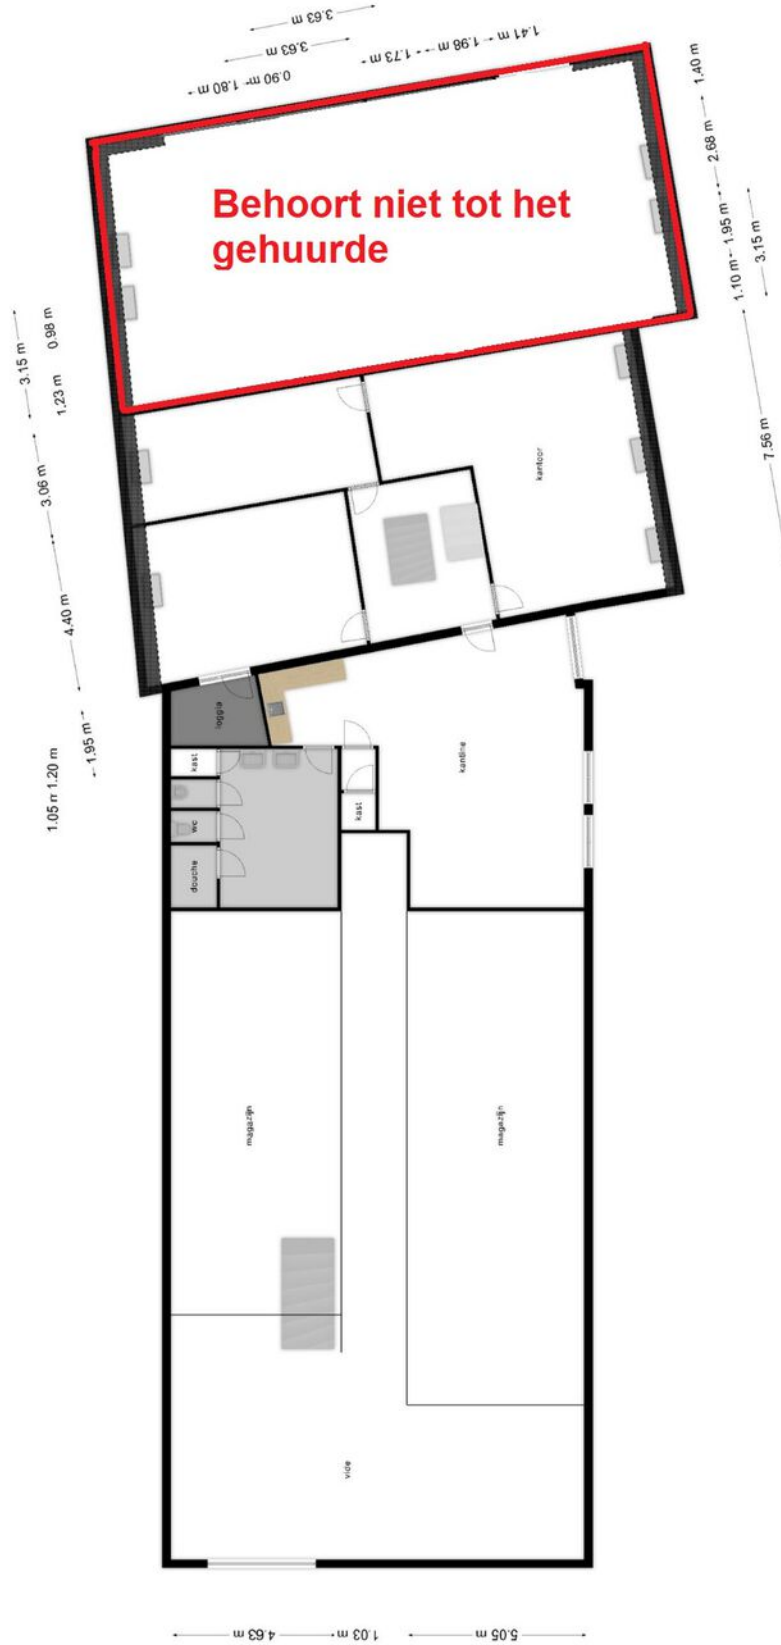 3.63 m
3.63 m
1.80 m
0.90 m
1.73 m
1.98 m
1.41 m
1.40 m
2.68 m
1.95 m
1.10 m
3.15 m
7.56 m
Behoort niet tot het
gehuurde
3.15 m
0.98 m
1.23 m
3.06 m
4.40 m
1.95 m
1.05 m
1.20 m
kantoor
loggia
kast
wc
douche
kast
kantine
magazijn
magazijn
vide
4.63 m
1.03 m
5.05 m